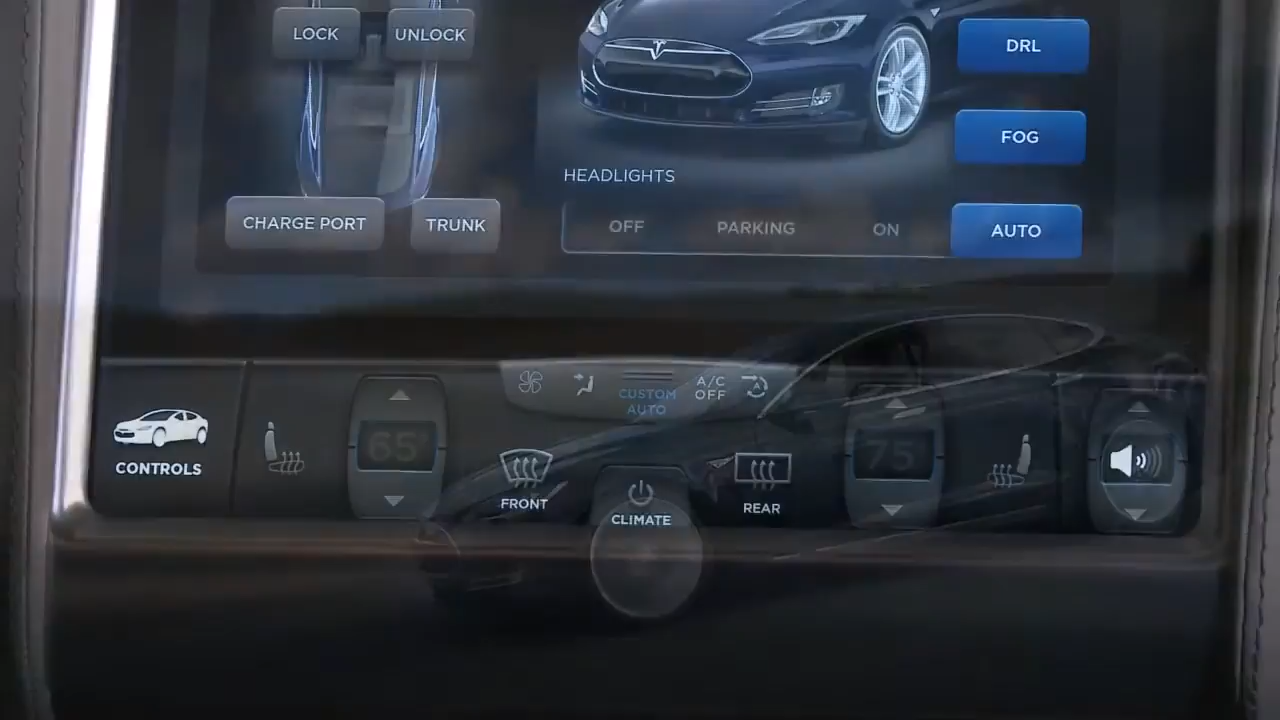 LOCK
UNLOCK
DRL
FOG
HEADLIGHTS
CHARGE PORT
TRUNK
OFF
PARKING
ON
AUTO
CUSTOM
AUTO
A/C
OFF
A
65
75
CONTROLS
FRONT
CLIMATE
REAR